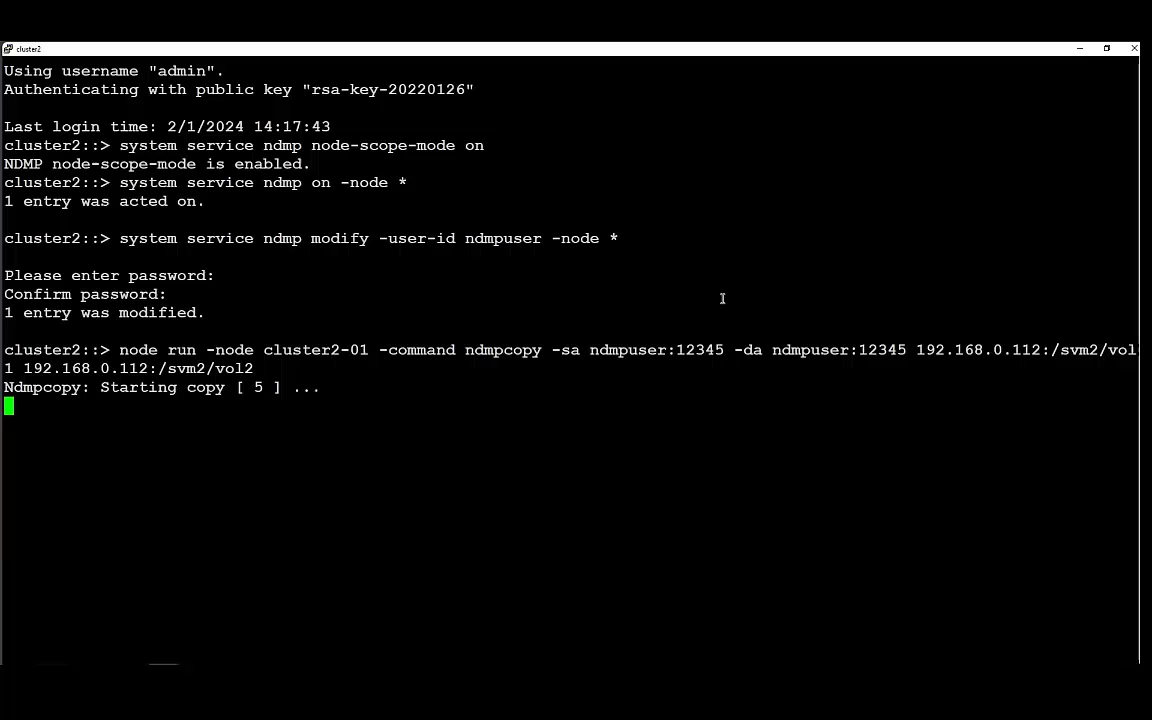 cluster2
Using username "admin".
Authenticating with public key "rsa-key-20220126"
Last login time: 2/1/2024 14:17:43
cluster2::> system service ndmp node-scope-mode on
NDMP node-scope-mode is enabled.
cluster2::> system service ndmp on -node *
1 entry was acted on.
cluster2::> system service ndmp modify -user-id ndmpuser -node *
Please enter password:
Confirm password:
1 entry was modified.
cluster2::> node run -node cluster2-01 -command ndmpcopy -sa ndmpuser:12345 -da ndmpuser:12345 192.168.0.112:/svm2/vol
1 192.168.0.112:/svm2/vol2
Ndmpcopy: Starting copy [ 5 ] ...